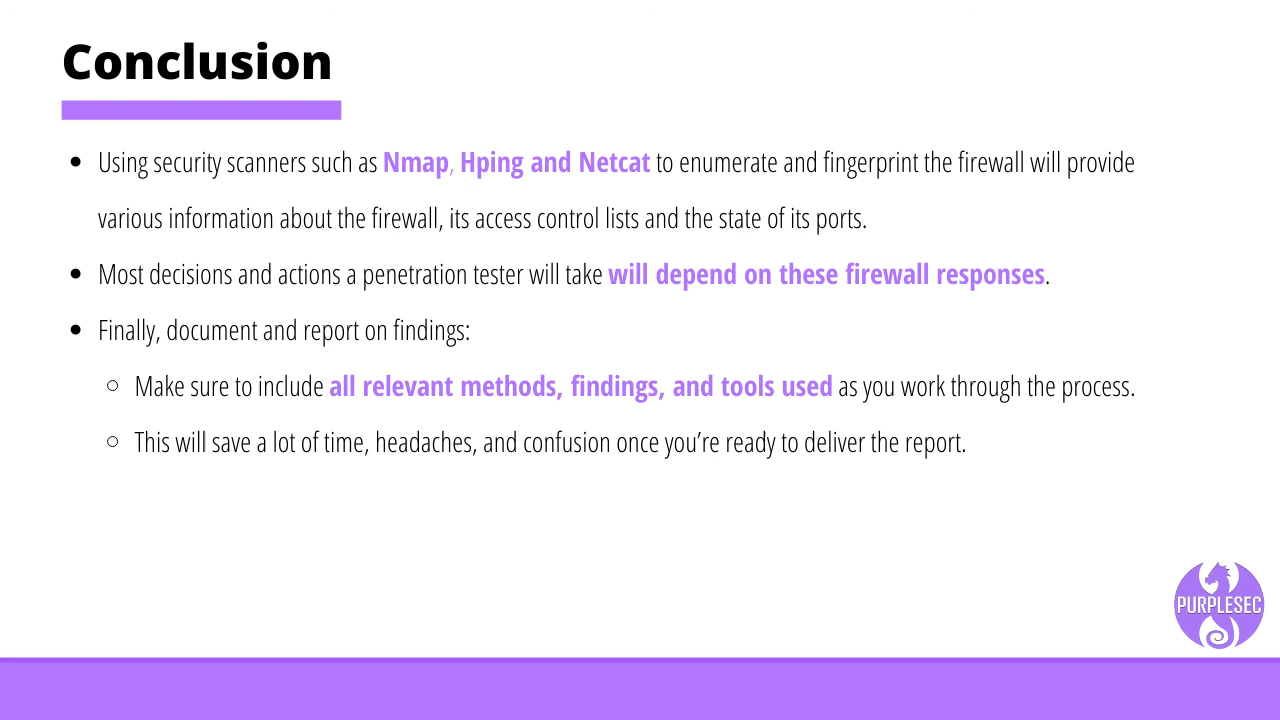 Conclusion
• Using security scanners such as Nmap, Hping and Netcat to enumerate and fingerprint the firewall will provide
various information about the firewall, its access control lists and the state of its ports.
• Most decisions and actions a penetration tester will take will depend on these firewall responses.
• Finally, document and report on findings:
○ Make sure to include all relevant methods, findings, and tools used as you work through the process.
○ This will save a lot of time, headaches, and confusion once you’re ready to deliver the report.
PURPLESEC